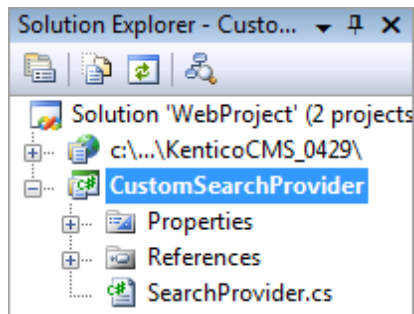 Solution Explorer - Custo...
Solution 'WebProject' (2 projects
c:\...\KenticoCMS_0429\
CustomSearchProvider
Properties
References
SearchProvider.cs